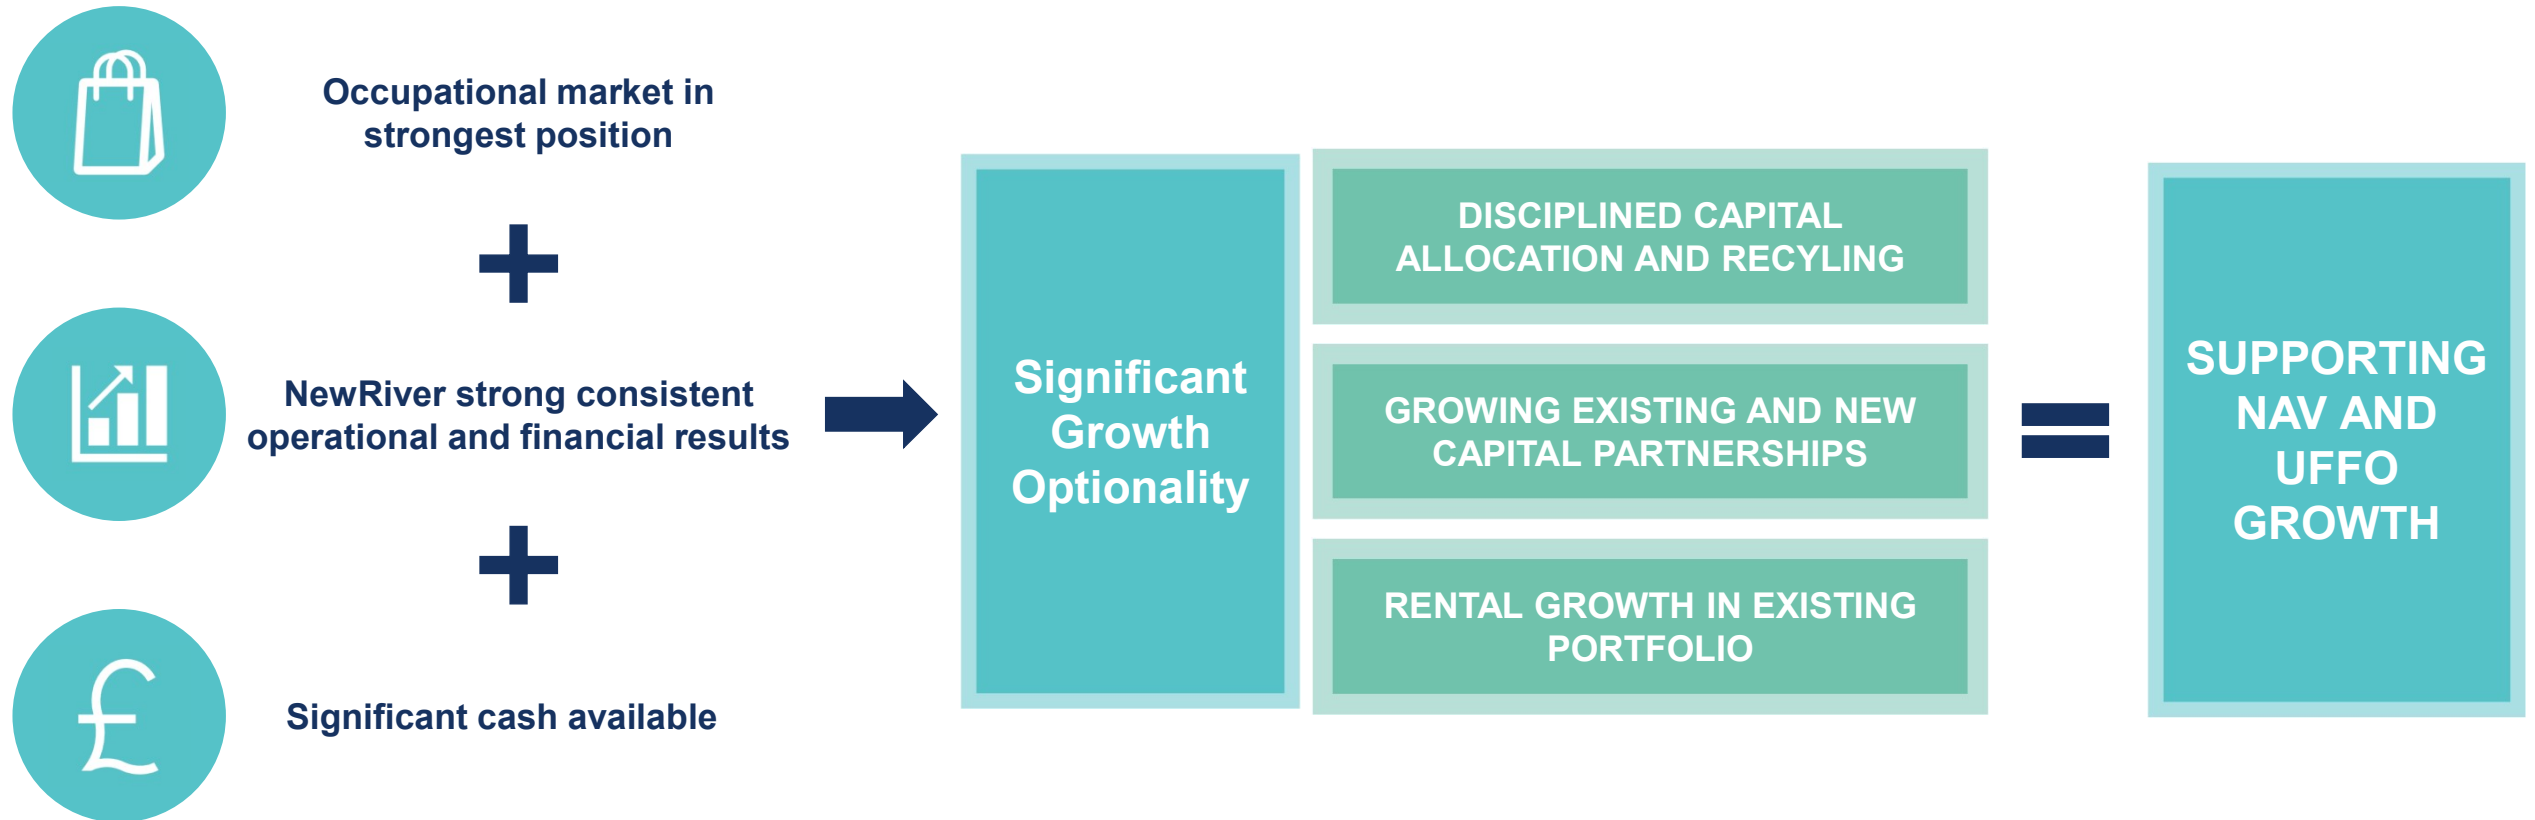 Occupational market in
strongest position
NewRiver strong consistent
operational and financial results
£
Significant cash available
Significant
Growth
Optionality
DISCIPLINED CAPITAL
ALLOCATION AND RECYLING
GROWING EXISTING AND NEW
CAPITAL PARTNERSHIPS
RENTAL GROWTH IN EXISTING
PORTFOLIO
SUPPORTING
NAV AND
UFFO
GROWTH